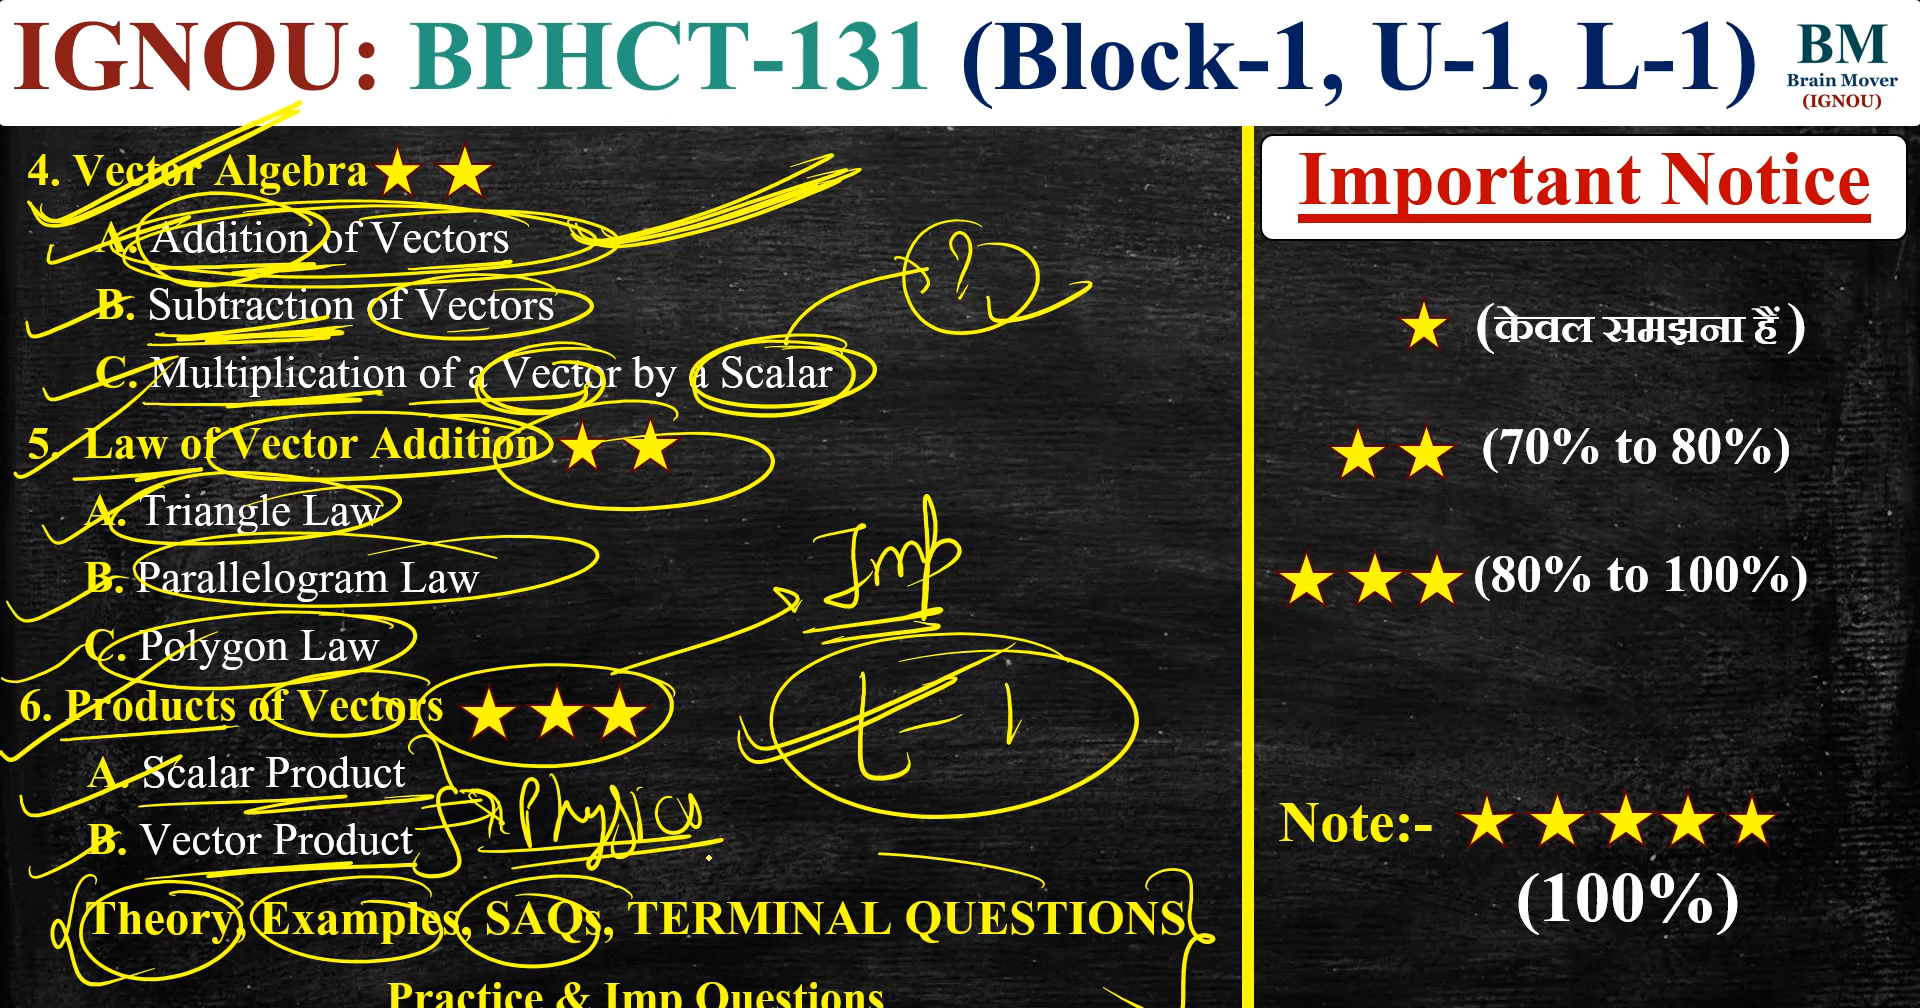 IGNOU: BPHCT-131 (Block-1, U-1, L-1)
BM
Brain Mover
(IGNOU)
4. Vector Algebra
A. Addition of Vectors
B. Subtraction of Vectors
C. Multiplication of a Vector by a Scalar
?
5. Law of Vector Addition
A. Triangle Law
B. Parallelogram Law
C. Polygon Law
Imp
6. Products of Vectors
A. Scalar Product
B. Vector Product
Physics
Theory, Examples, SAQs, TERMINAL QUESTIONS
Practice & Imp Questions
Important Notice
(केवल समझना हैं )
(70% to 80%)
(80% to 100%)
Note:-
(100%)